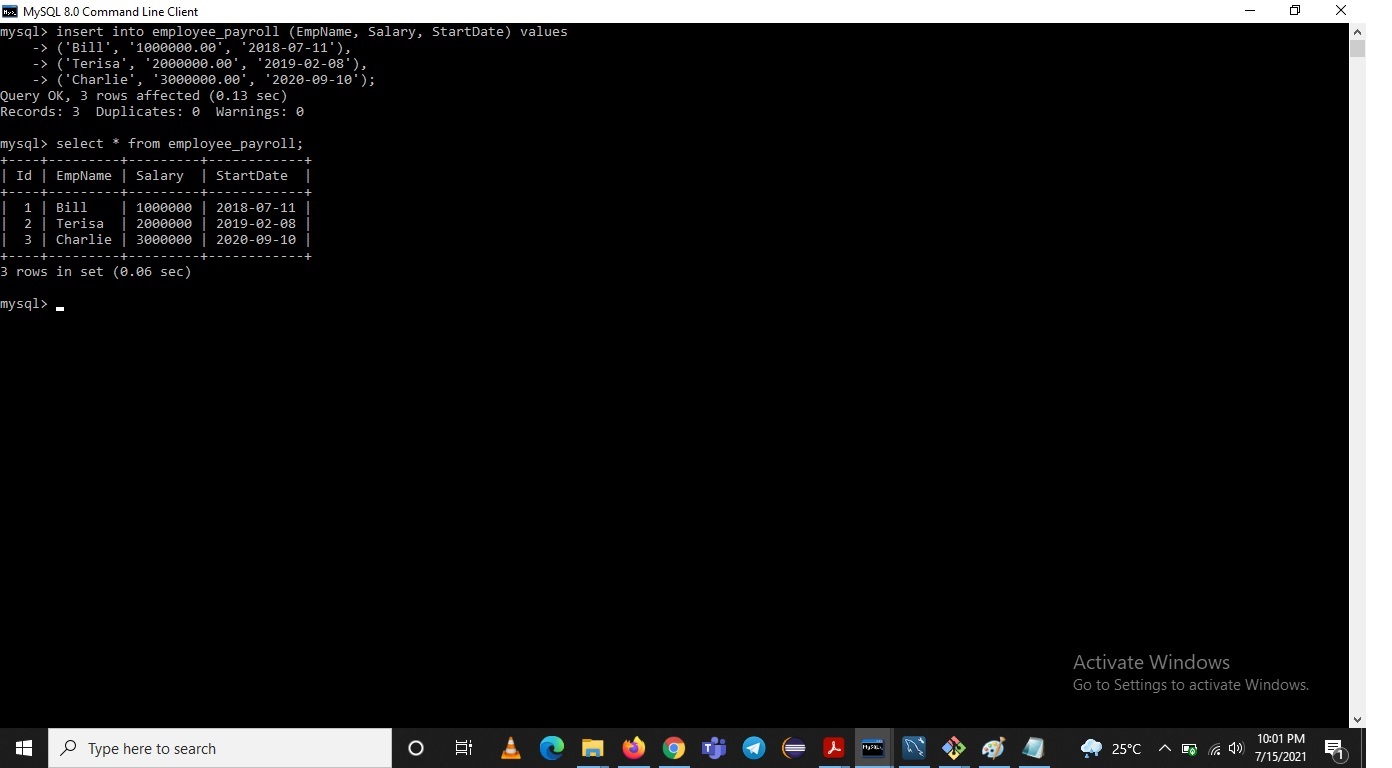 MySQL 8.0 Command Line Client
mysql> insert into employee_payroll (EmpName, Salary, StartDate) values
    -> ('Bill', '1000000.00', '2018-07-11'),
    -> ('Terisa', '2000000.00', '2019-02-08'),
    -> ('Charlie', '3000000.00', '2020-09-10');
Query OK, 3 rows affected (0.13 sec)
Records: 3  Duplicates: 0  Warnings: 0
mysql> select * from employee_payroll;
+----+---------+---------+------------+
| Id | EmpName | Salary  | StartDate  |
+----+---------+---------+------------+
|  1 | Bill    | 1000000 | 2018-07-11 |
|  2 | Terisa  | 2000000 | 2019-02-08 |
|  3 | Charlie | 3000000 | 2020-09-10 |
+----+---------+---------+------------+
3 rows in set (0.06 sec)
mysql>
Activate Windows
Go to Settings to activate Windows.
Type here to search
25°C
10:01 PM
7/15/2021
1